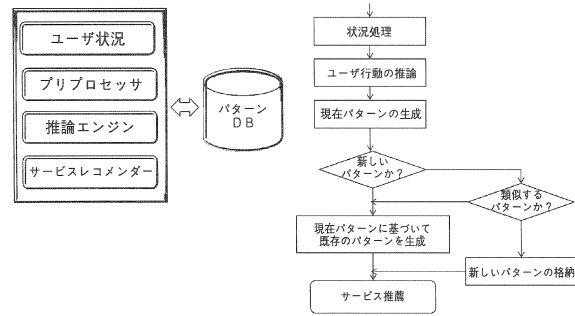 ユーザ状況
プリプロセッサ
推論エンジン
サービスレコメンダー
パターン
DB
状況処理
ユーザ行動の推論
現在パターンの生成
新しい
パターンか?
類似する
パターンか?
現在パターンに基づいて
既存のパターンを生成
新しいパターンの格納
サービス推薦